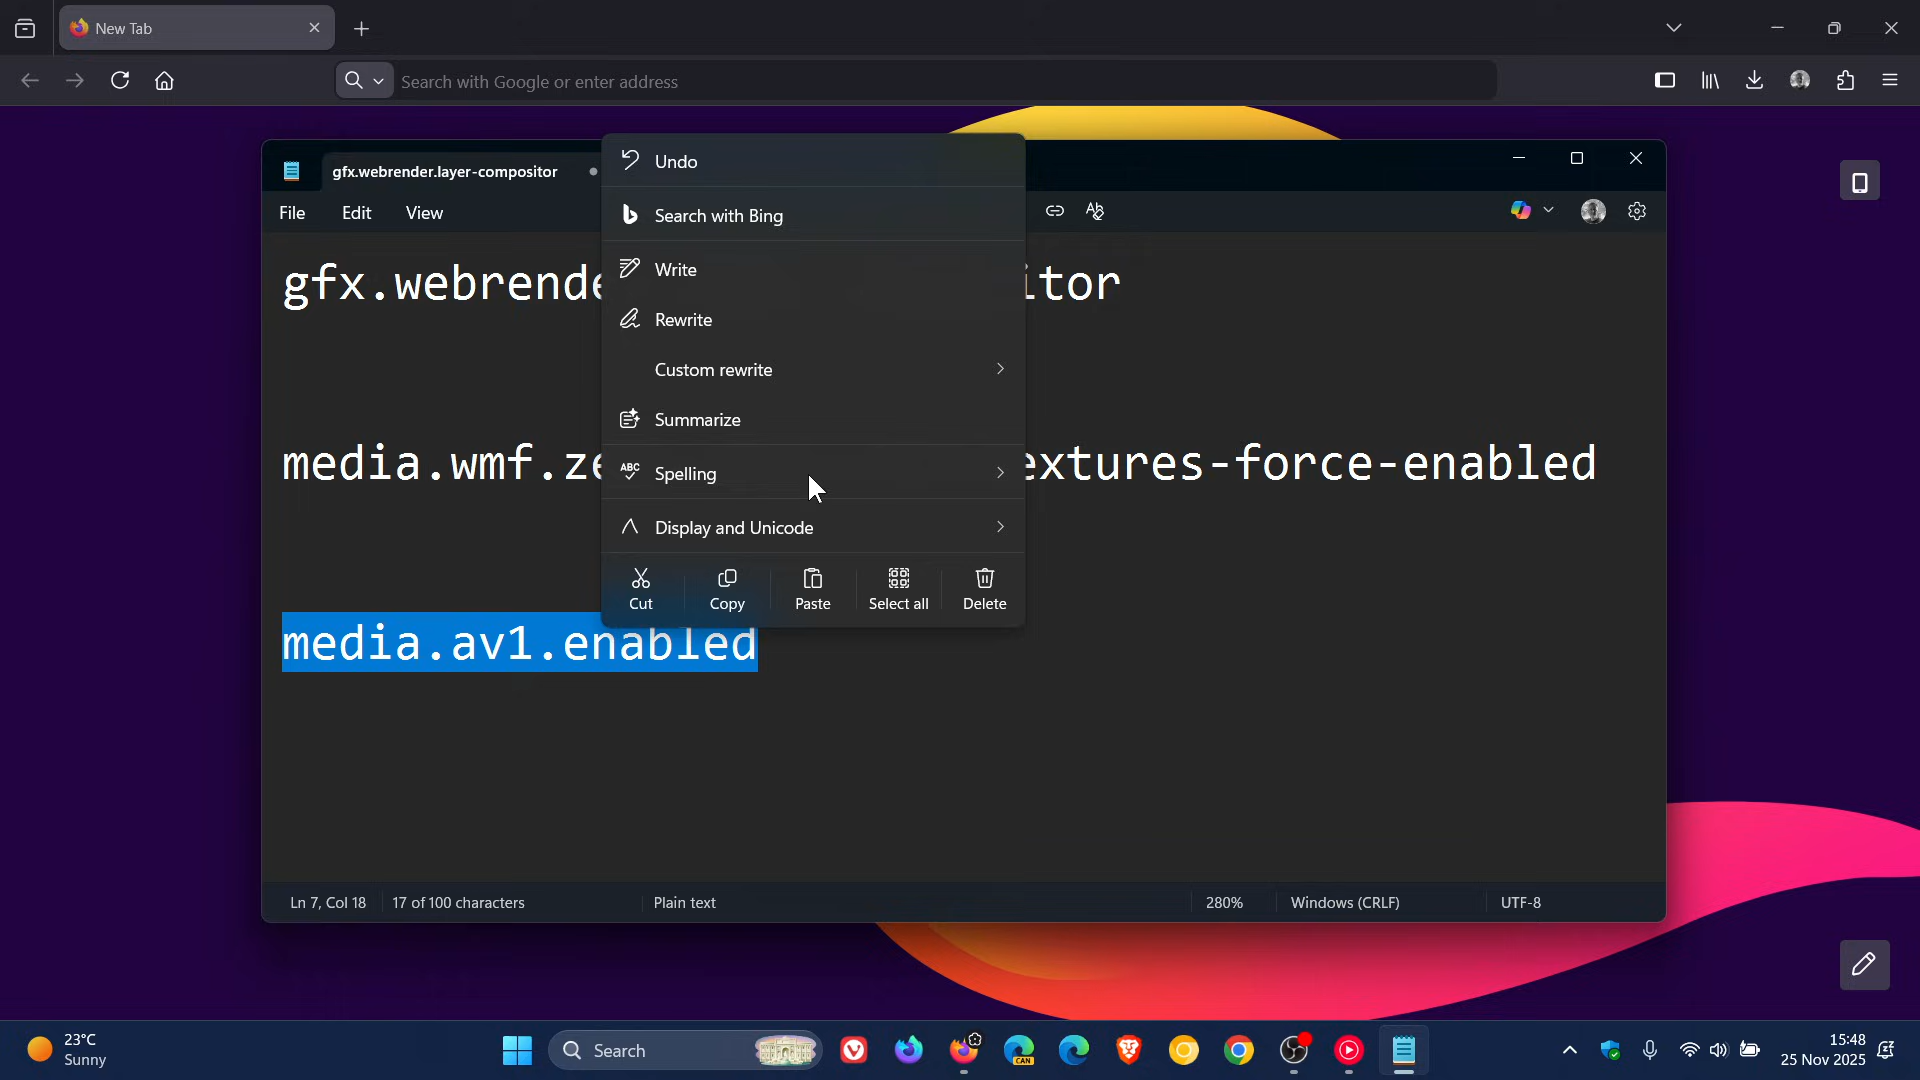 New Tab
Search with Google or enter address
gfx.webrender.layer-compositor
File
Edit
View
Undo
Search with Bing
Write
Rewrite
Custom rewrite
Summarize
ABC
Spelling
Display and Unicode
Cut
Copy
Paste
Select all
Delete
gfx.webrende
itor
media.wmf.ze
extures-force-enabled
media.av1.enabled
Ln 7, Col 18
17 of 100 characters
Plain text
280%
Windows (CRLF)
UTF-8
23°C
Sunny
Search
CAN
15:48
25 Nov 2025